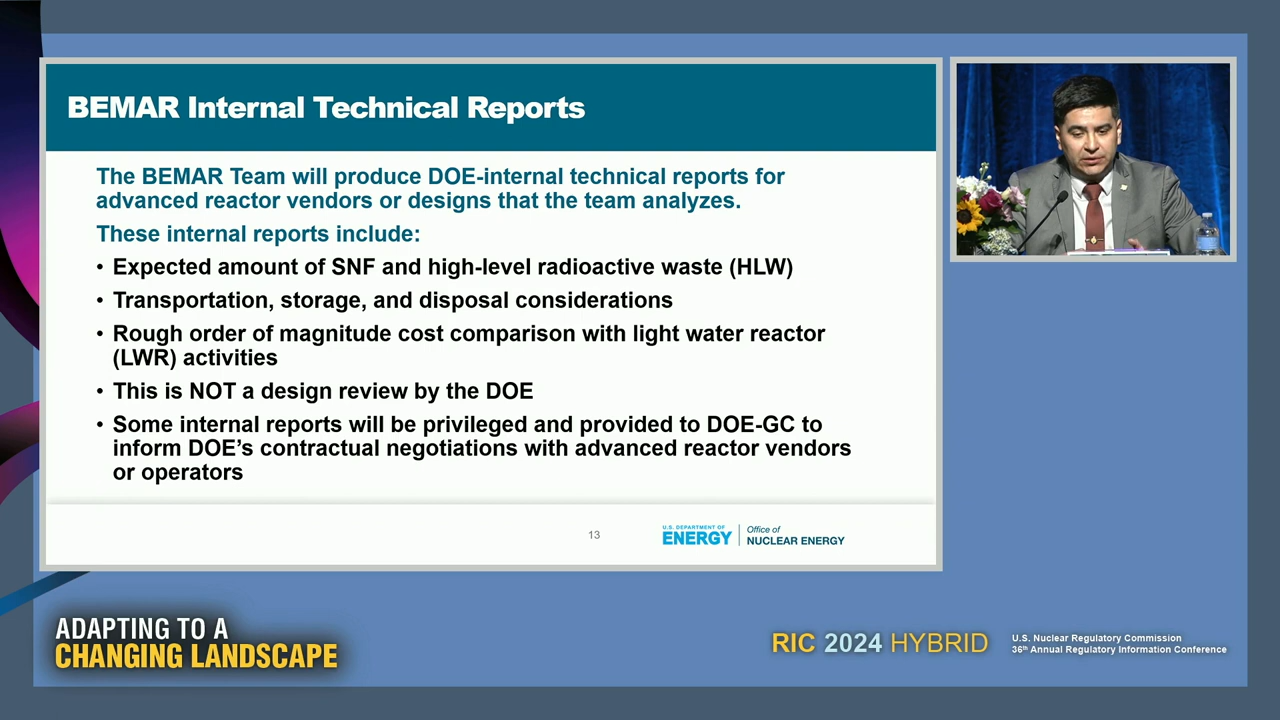 BEMAR Internal Technical Reports
The BEMAR Team will produce DOE-internal technical reports for
advanced reactor vendors or designs that the team analyzes.
These internal reports include:
• Expected amount of SNF and high-level radioactive waste (HLW)
• Transportation, storage, and disposal considerations
• Rough order of magnitude cost comparison with light water reactor
(LWR) activities
• This is NOT a design review by the DOE
• Some internal reports will be privileged and provided to DOE-GC to
inform DOE's contractual negotiations with advanced reactor vendors
or operators
13
U.S. DEPARTMENT OF
ENERGY
Office of
NUCLEAR ENERGY
ADAPTING TO A
CHANGING LANDSCAPE
RIC 2024 HYBRID
U.S. Nuclear Regulatory Commission
36th Annual Regulatory Information Conference